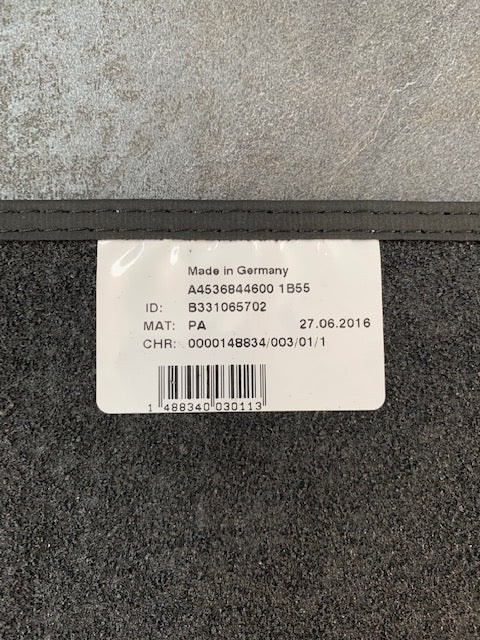 Made in Germany
A4536844600 1B55
ID: B331065702
MAT: PA 27.06.2016
CHR: 0000148834/003/01/1
1 488340 030113